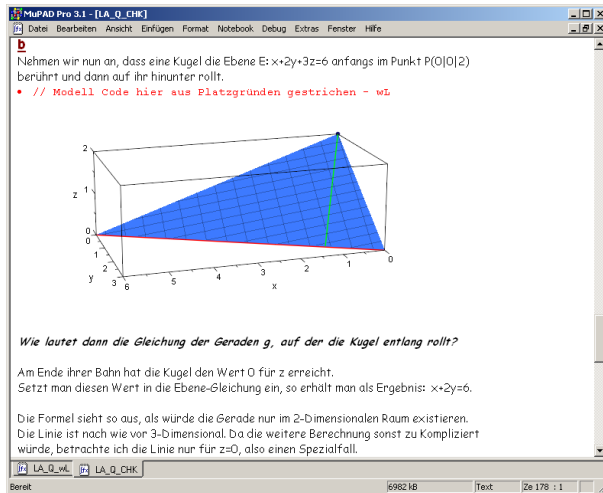 MuPAD Pro 3.1 - [LA_Q_CHK]
Datei Bearbeiten Ansicht Einfügen Format Notebook Debug Extras Fenster Hilfe
b
Nehmen wir nun an, dass eine Kugel die Ebene E: x+2y+3z=6 anfangs im Punkt P(0|0|2)
berührt und dann auf ihr hinunter rollt.
• // Modell Code hier aus Platzgründen gestrichen - wL
2
z 1
0
0
1
2
y 3 6 5 4 3 2 1 0
x
Wie lautet dann die Gleichung der Geraden g, auf der die Kugel entlang rollt?
Am Ende ihrer Bahn hat die Kugel den Wert 0 für z erreicht.
Setzt man diesen Wert in die Ebene-Gleichung ein, so erhält man als Ergebnis: x+2y=6.
Die Formel sieht so aus, als würde die Gerade nur im 2-Dimensionalen Raum existieren.
Die Linie ist nach wie vor 3-Dimensional. Da die weitere Berechnung sonst zu Kompliziert
würde, betrachte ich die Linie nur für z=0, also einen Spezialfall.
LA_Q_wL LA_Q_CHK
Bereit 6982 kB Text Ze 178 : 1